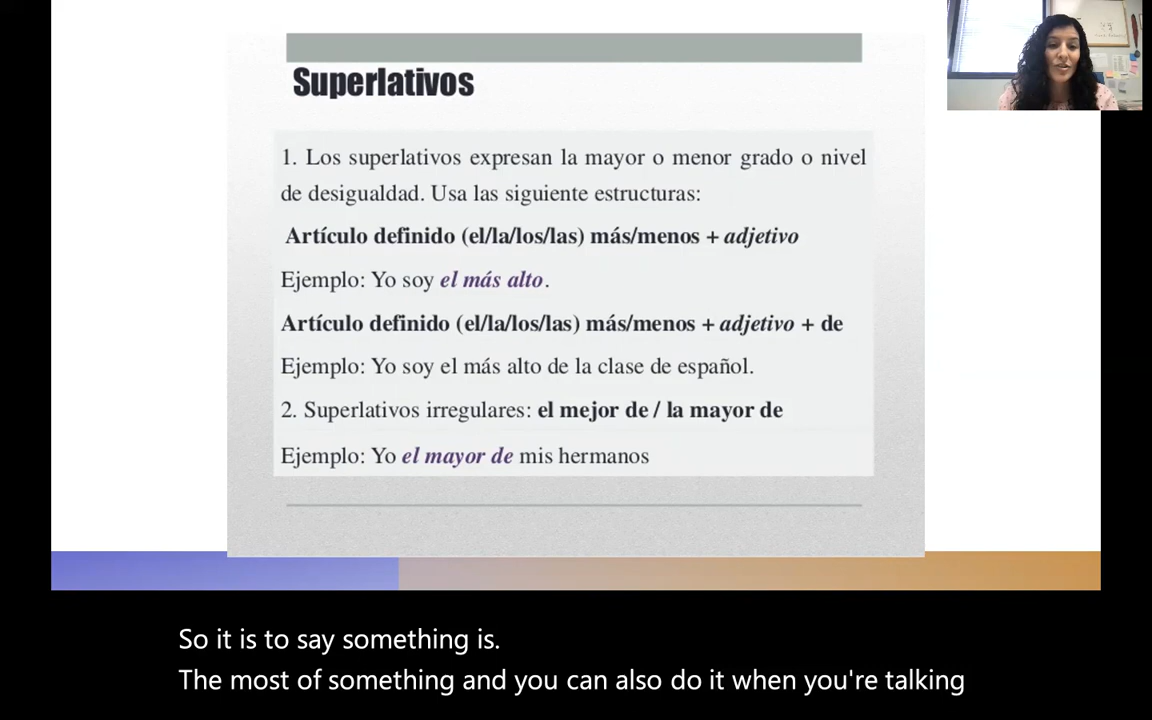 Superlativos
1. Los superlativos expresan la mayor o menor grado o nivel
de desigualdad. Usa las siguiente estructuras:
Artículo definido (el/la/los/las) más/menos + adjetivo
Ejemplo: Yo soy el más alto.
Artículo definido (el/la/los/las) más/menos + adjetivo + de
Ejemplo: Yo soy el más alto de la clase de español.
2. Superlativos irregulares: el mejor de / la mayor de
Ejemplo: Yo el mayor de mis hermanos
So it is to say something is.
The most of something and you can also do it when you're talking